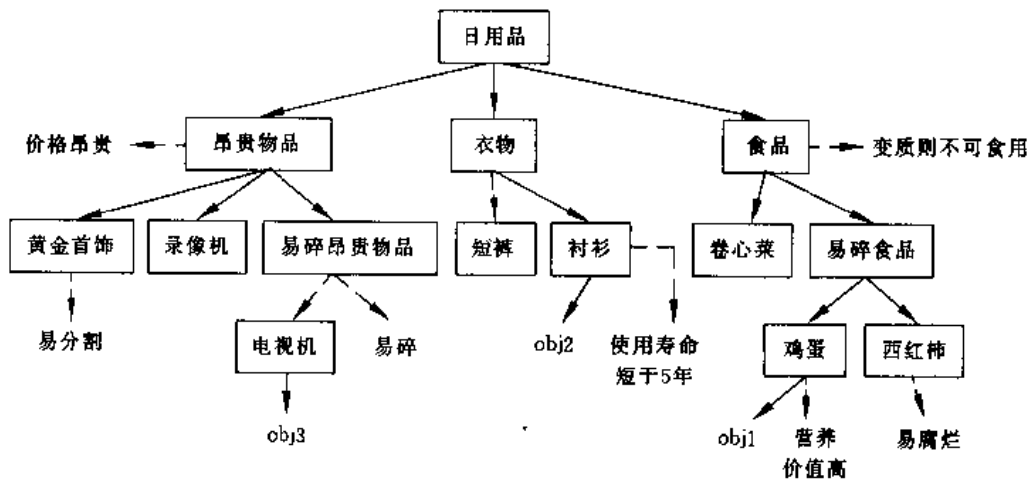 日用品
价格昂贵
昂贵物品
衣物
食品
变质则不可食用
黄金首饰
录像机
易碎昂贵物品
短裤
衬衫
卷心菜
易碎食品
易分割
电视机
易碎
obj2
使用寿命
短于5年
鸡蛋
西红柿
obj3
obj1
营养
价值高
易腐烂